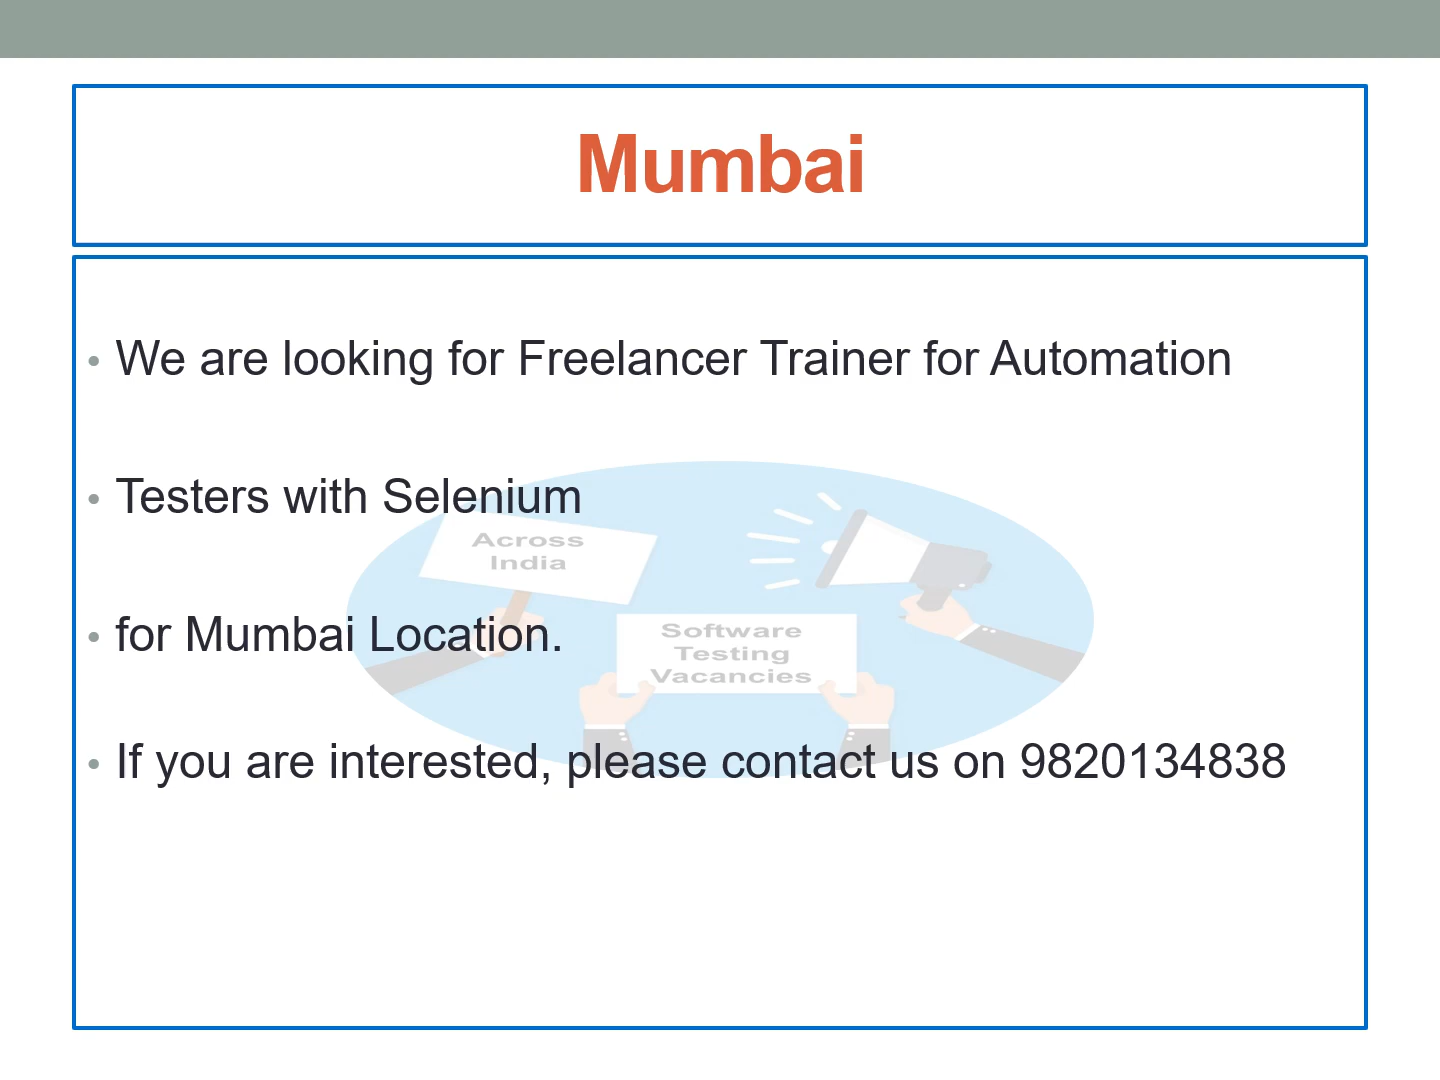 Mumbai
• We are looking for Freelancer Trainer for Automation
• Testers with Selenium
Across
India
• for Mumbai Location.
Software
Testing
Vacancies
• If you are interested, please contact us on 9820134838